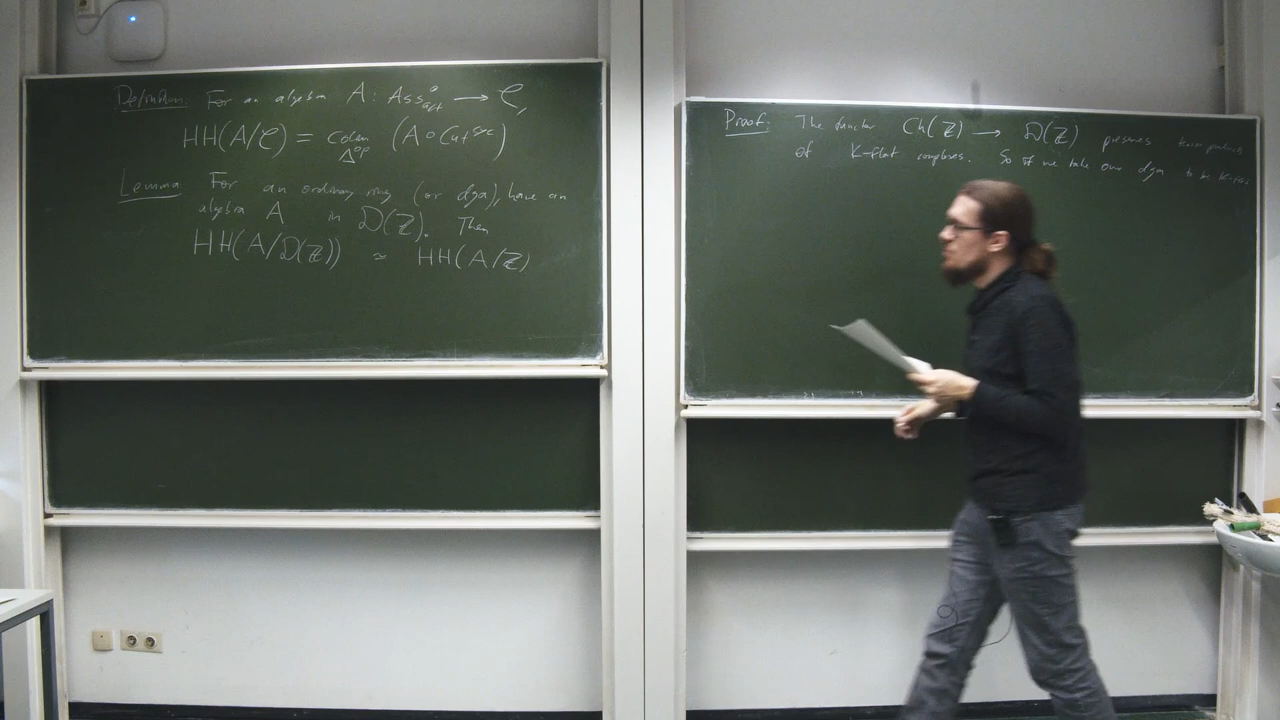 Definition: For an algebra A : Ass^⊗_act → C,
HH(A/C) = colim_{Δ^op} (A ∘ Cut^cyc)
Lemma: For an ordinary ring (or dga), have an
algebra A in D(Z). Then
HH(A/D(Z)) ≃ HH(A/Z)
Proof: The functor Ch(Z) → D(Z) preserves tensor products
of K-flat complexes. So if we take our dga to be K-flat